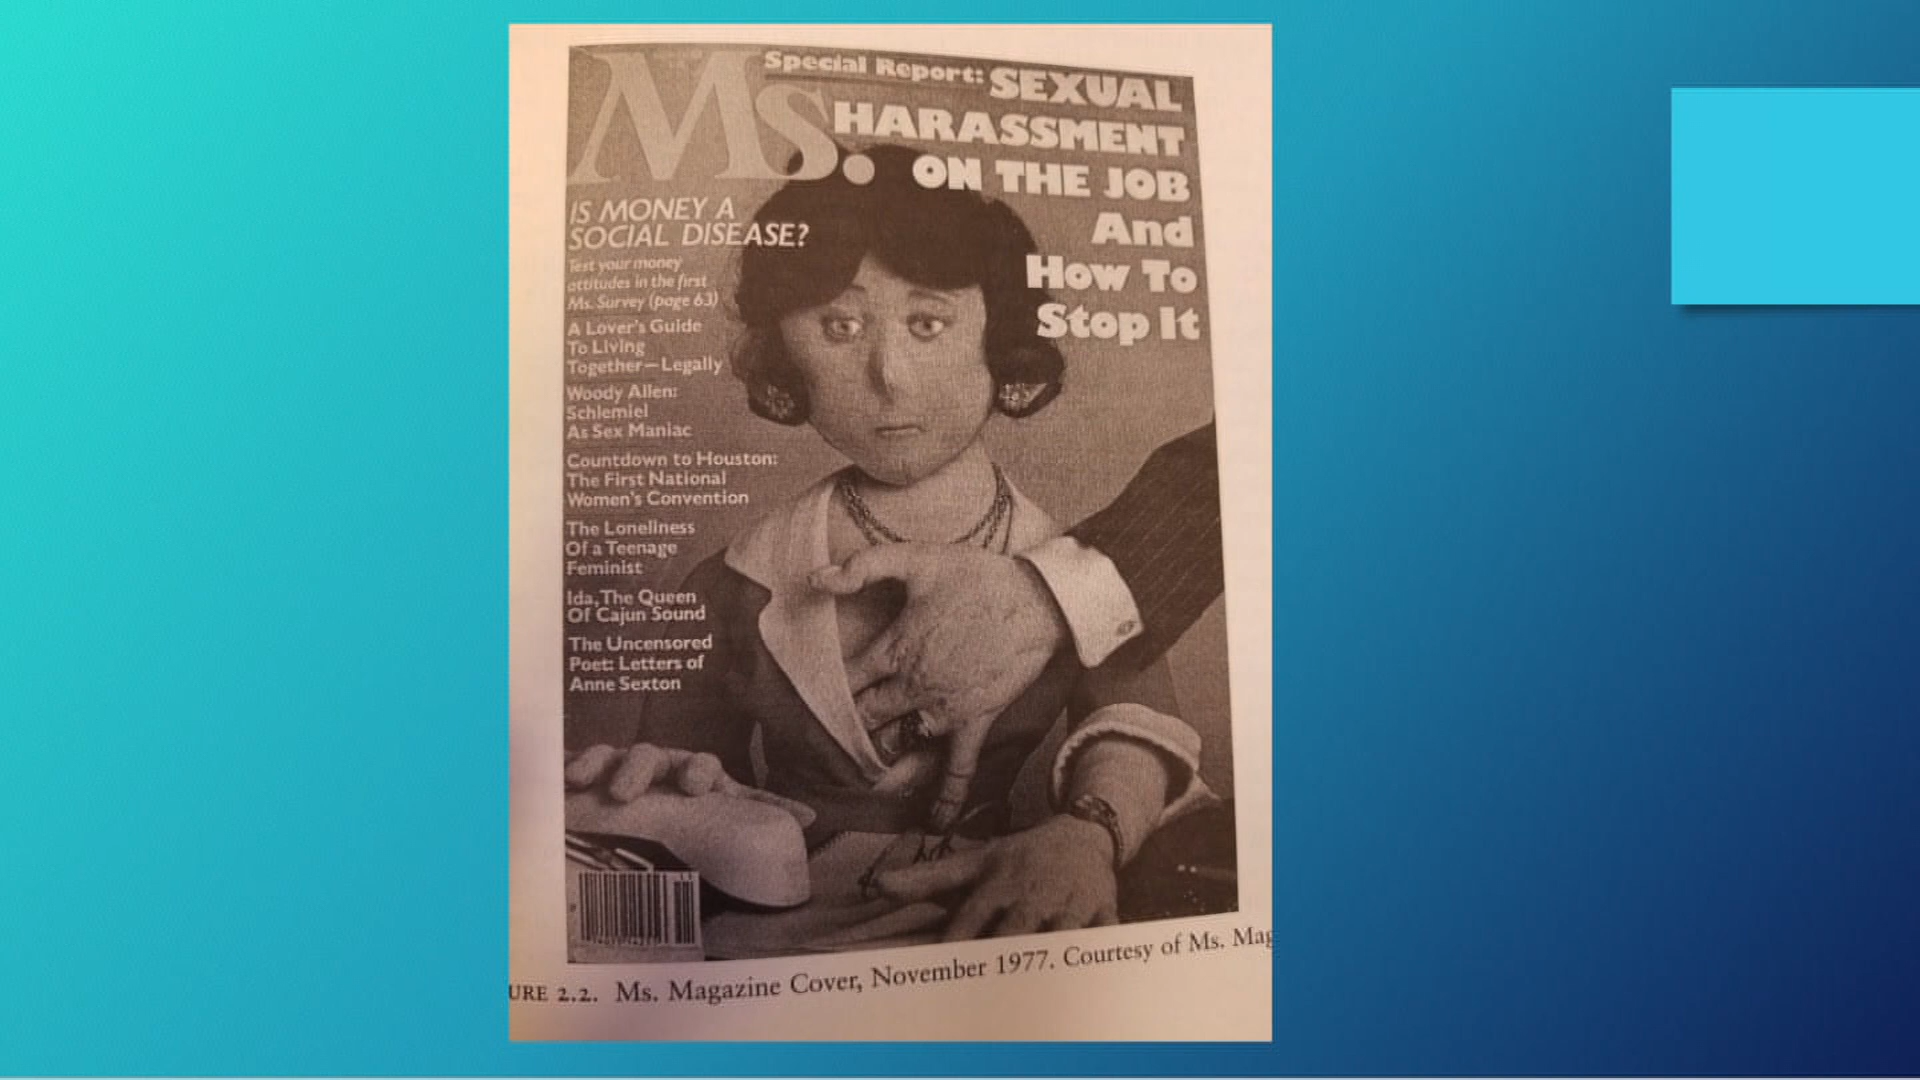 Ms.
Special Report: SEXUAL
HARASSMENT
ON THE JOB
And
How To
Stop It
IS MONEY A
SOCIAL DISEASE?
Test your money
attitudes in the first
Ms. Survey (page 63)
A Lover's Guide
To Living
Together—Legally
Woody Allen:
Schlemiel
As Sex Maniac
Countdown to Houston:
The First National
Women's Convention
The Loneliness
Of a Teenage
Feminist
Ida, The Queen
Of Cajun Sound
The Uncensored
Poet: Letters of
Anne Sexton
URE 2.2. Ms. Magazine Cover, November 1977. Courtesy of Ms. Mag